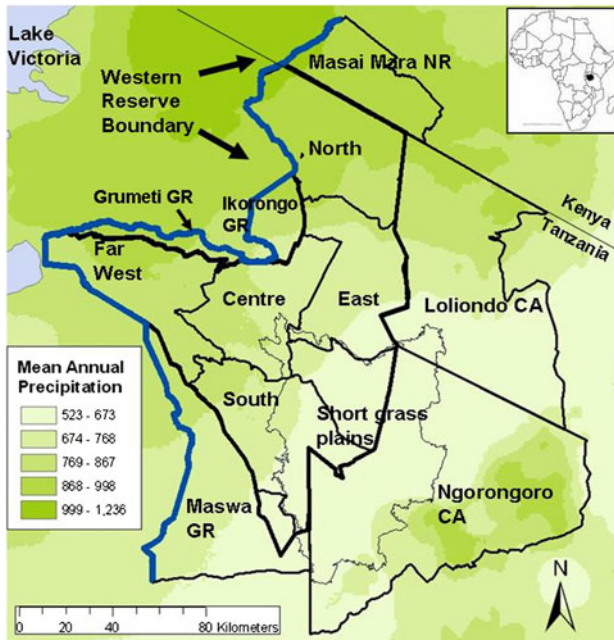 Lake
Victoria
Western
Reserve
Boundary
Masai Mara NR
North
Grumeti GR
Ikorongo
GR
Kenya
Tanzania
Far
West
Centre
East
Loliondo CA
Mean Annual
Precipitation
523 - 673
674 - 768
769 - 867
868 - 998
999 - 1,236
South
Short grass
plains
Maswa
GR
Ngorongoro
CA
N
0 20 40 80 Kilometers